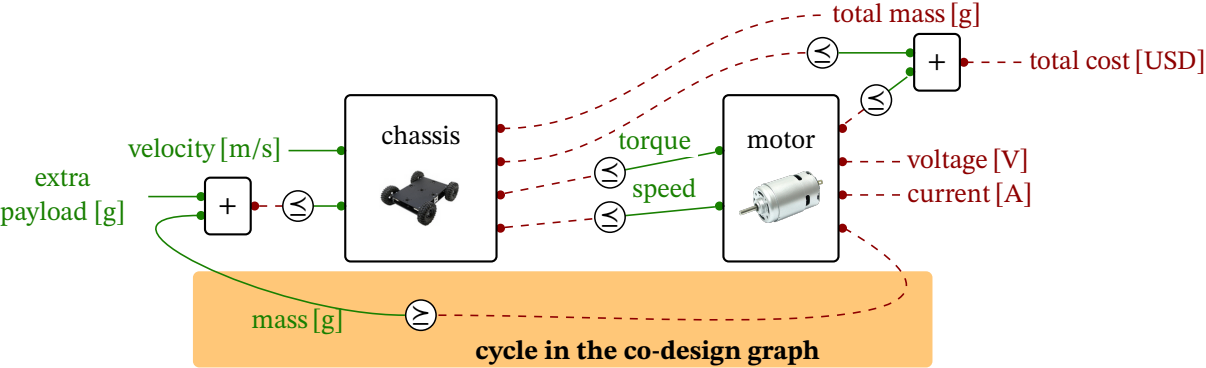 total mass [g]
⪯
+
total cost [USD]
⪯
chassis
motor
velocity [m/s]
torque
⪯
voltage [V]
extra
payload [g]
+
⪯
speed
⪯
current [A]
mass [g]
⪰
cycle in the co-design graph